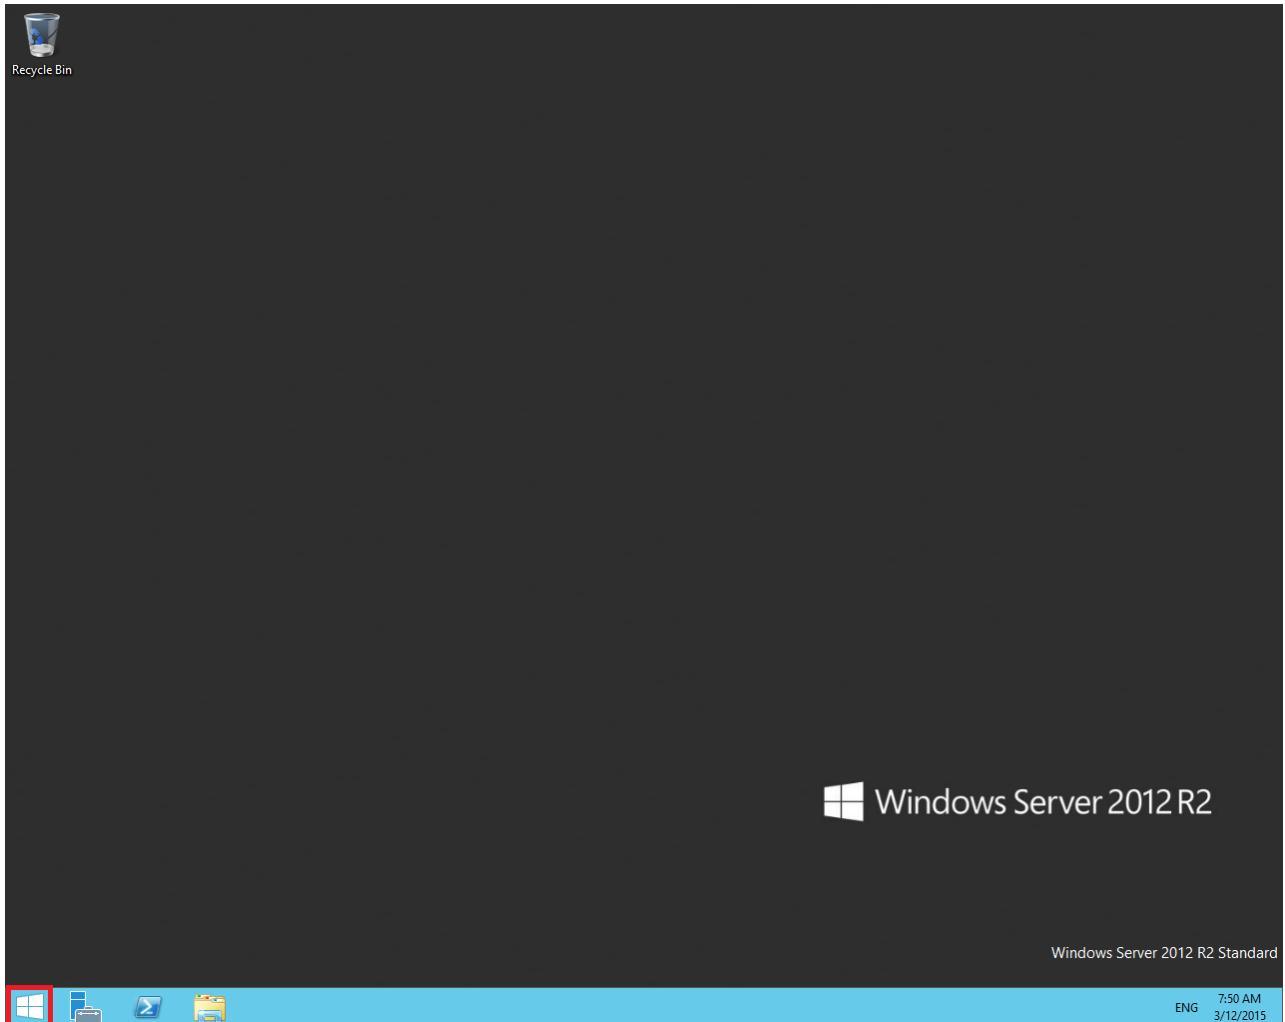 Recycle Bin
Windows Server 2012 R2
Windows Server 2012 R2 Standard
ENG
7:50 AM
3/12/2015